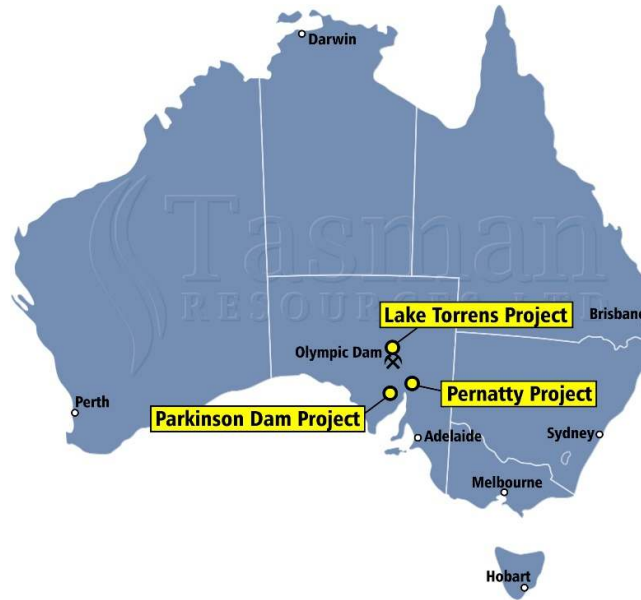 Darwin
Tasman
RESOURCES LTD
Lake Torrens Project
Brisbane
Olympic Dam
Pernatty Project
Perth
Parkinson Dam Project
Adelaide
Sydney
Melbourne
Hobart